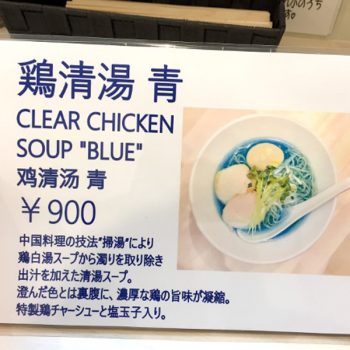 鶏清湯 青
CLEAR CHICKEN
SOUP "BLUE"
鸡清汤 青
￥900
中国料理の技法"掃湯"により
鶏白湯スープから濁りを取り除き
出汁を加えた清湯スープ。
澄んだ色とは裏腹に、濃厚な鶏の旨味が凝縮。
特製鶏チャーシューと塩玉子入り。